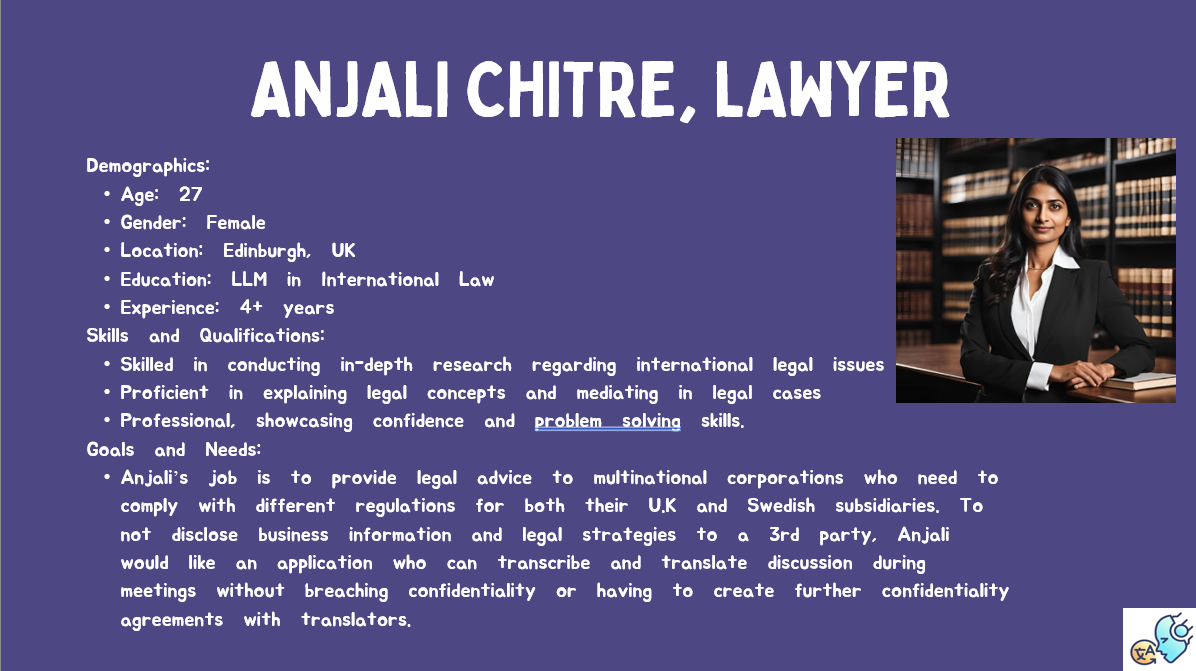 ANJALI CHITRE, LAWYER
Demographics:
• Age: 27
• Gender: Female
• Location: Edinburgh, UK
• Education: LLM in International Law
• Experience: 4+ years
Skills and Qualifications:
• Skilled in conducting in-depth research regarding international legal issues
• Proficient in explaining legal concepts and mediating in legal cases
• Professional, showcasing confidence and problem solving skills.
Goals and Needs:
• Anjali's job is to provide legal advice to multinational corporations who need to
comply with different regulations for both their U.K and Swedish subsidiaries. To
not disclose business information and legal strategies to a 3rd party, Anjali
would like an application who can transcribe and translate discussion during
meetings without breaching confidentiality or having to create further confidentiality
agreements with translators.
文A